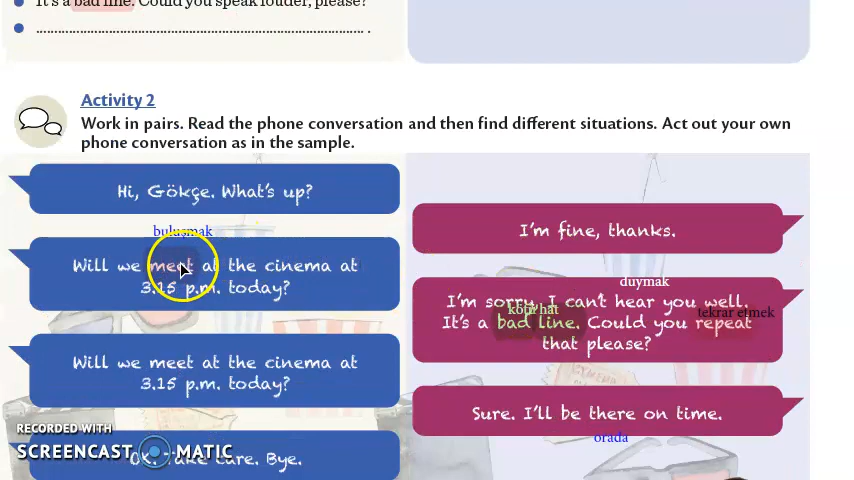 It's a bad line. Could you speak louder, please?
.................................................................................. .
Activity 2
Work in pairs. Read the phone conversation and then find different situations. Act out your own
phone conversation as in the sample.
Hi, Gökçe. What's up?
I'm fine, thanks.
buluşmak
Will we meet at the cinema at
3.15 p.m. today?
duymak
I'm sorry, I can't hear you well.
kötü hat
tekrar etmek
It's a bad line. Could you repeat
that please?
Will we meet at the cinema at
3.15 p.m. today?
Sure. I'll be there on time.
orada
OK. Take care. Bye.
RECORDED WITH
SCREENCAST MATIC